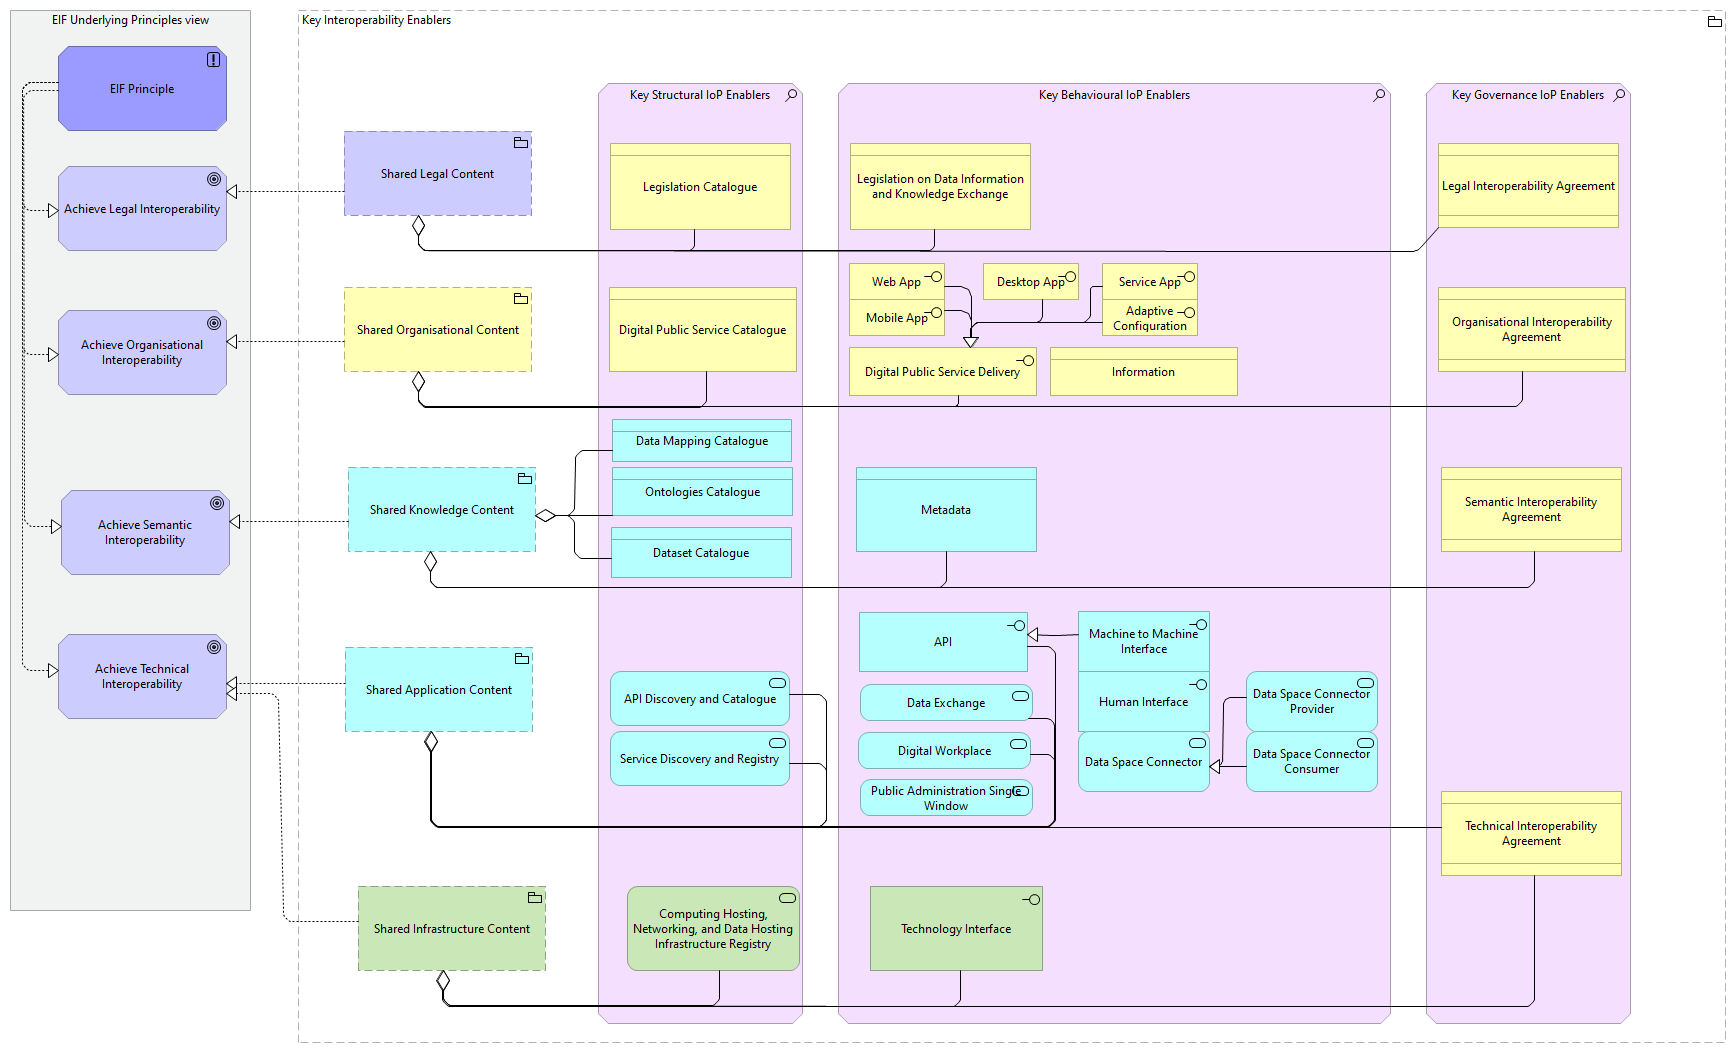 EIF Underlying Principles view
Key Interoperability Enablers
EIF Principle
Key Structural IoP Enablers
Key Behavioural IoP Enablers
Key Governance IoP Enablers
Achieve Legal Interoperability
Shared Legal Content
Legislation Catalogue
Legislation on Data Information
and Knowledge Exchange
Legal Interoperability Agreement
Web App
Desktop App
Service App
Mobile App
Adaptive
Configuration
Achieve Organisational
Interoperability
Shared Organisational Content
Digital Public Service Catalogue
Digital Public Service Delivery
Information
Organisational Interoperability
Agreement
Data Mapping Catalogue
Ontologies Catalogue
Dataset Catalogue
Achieve Semantic
Interoperability
Shared Knowledge Content
Metadata
Semantic Interoperability
Agreement
Achieve Technical
Interoperability
Shared Application Content
API Discovery and Catalogue
Service Discovery and Registry
API
Machine to Machine
Interface
Data Exchange
Human Interface
Data Space Connector
Provider
Digital Workplace
Data Space Connector
Data Space Connector
Consumer
Public Administration Single
Window
Technical Interoperability
Agreement
Shared Infrastructure Content
Computing Hosting,
Networking, and Data Hosting
Infrastructure Registry
Technology Interface